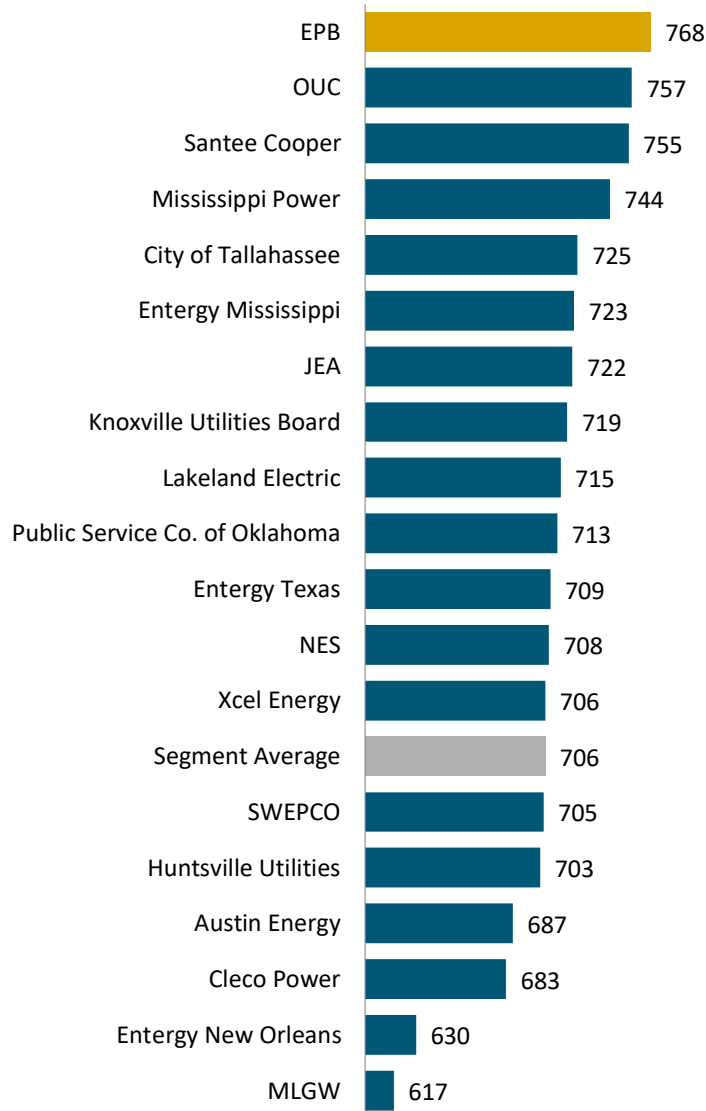 EPB 768
OUC 757
Santee Cooper 755
Mississippi Power 744
City of Tallahassee 725
Entergy Mississippi 723
JEA 722
Knoxville Utilities Board 719
Lakeland Electric 715
Public Service Co. of Oklahoma 713
Entergy Texas 709
NES 708
Xcel Energy 706
Segment Average 706
SWEPCO 705
Huntsville Utilities 703
Austin Energy 687
Cleco Power 683
Entergy New Orleans 630
MLGW 617